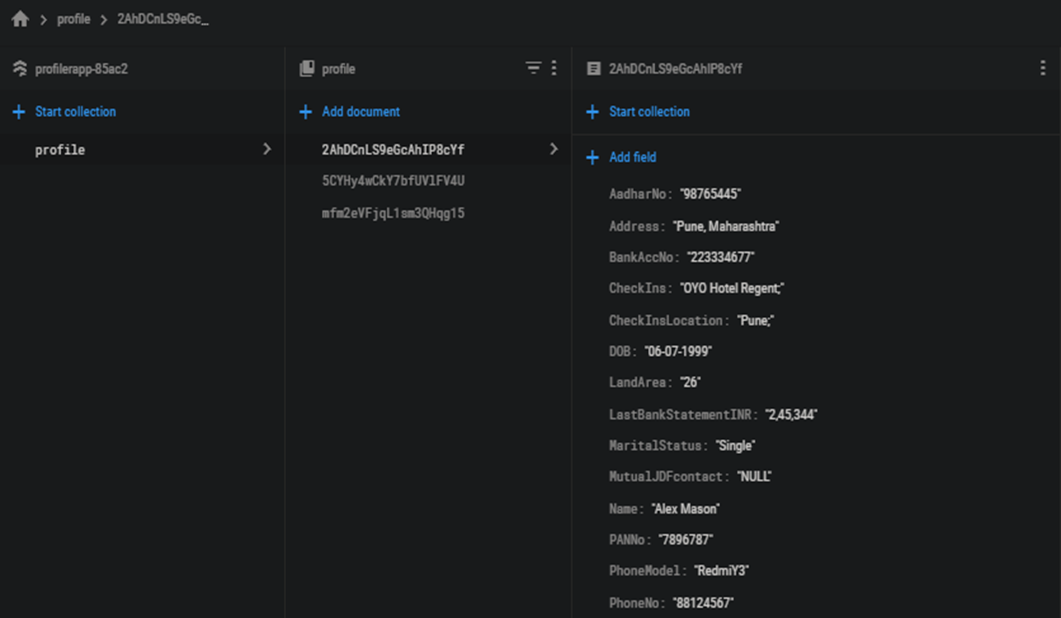 profile 2AhDCnLS9eGc_
profilerapp-85ac2
Start collection
profile
profile
Add document
2AhDCnLS9eGcAhIP8cYf
5CYHy4wCkY7bfUVlFV4U
mfm2eVFjqL1sm3QHqg15
2AhDCnLS9eGcAhIP8cYf
Start collection
Add field
AadharNo: "98765445"
Address: "Pune, Maharashtra"
BankAccNo: "223334677"
CheckIns: "OYO Hotel Regent;"
CheckInsLocation: "Pune;"
DOB: "06-07-1999"
LandArea: "26"
LastBankStatementINR: "2,45,344"
MaritalStatus: "Single"
MutualJDFcontact: "NULL"
Name: "Alex Mason"
PANNo: "7896787"
PhoneModel: "RedmiY3"
PhoneNo: "88124567"